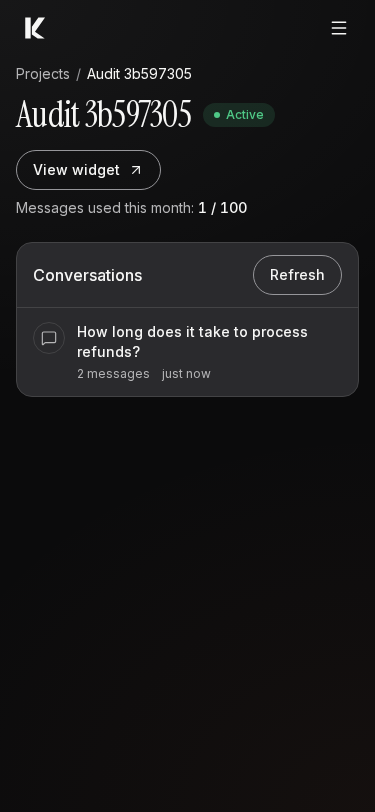 K
Projects / Audit 3b597305
Audit 3b597305
Active
View widget
Messages used this month: 1 / 100
Conversations
Refresh
How long does it take to process
refunds?
2 messages just now